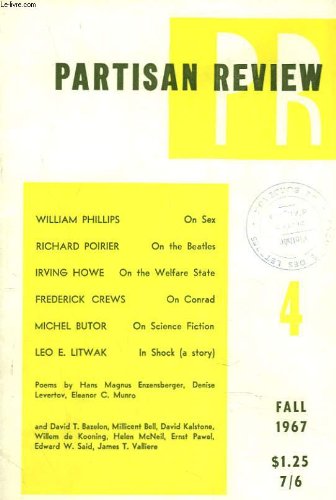 Le-livre.com
PR
PARTISAN REVIEW
WILLIAM PHILLIPS On Sex
RICHARD POIRIER On the Beatles
IRVING HOWE On the Welfare State
FREDERICK CREWS On Conrad
MICHEL BUTOR On Science Fiction
LEO E. LITWAK In Shock (a story)
Poems by Hans Magnus Enzensberger, Denise
Levertov, Eleanor C. Munro
and David T. Bazelon, Millicent Bell, David Kalstone,
Willem de Kooning, Helen McNeil, Ernst Pawel,
Edward W. Said, James T. Valliere
4
FALL
1967
$1.25
7/6